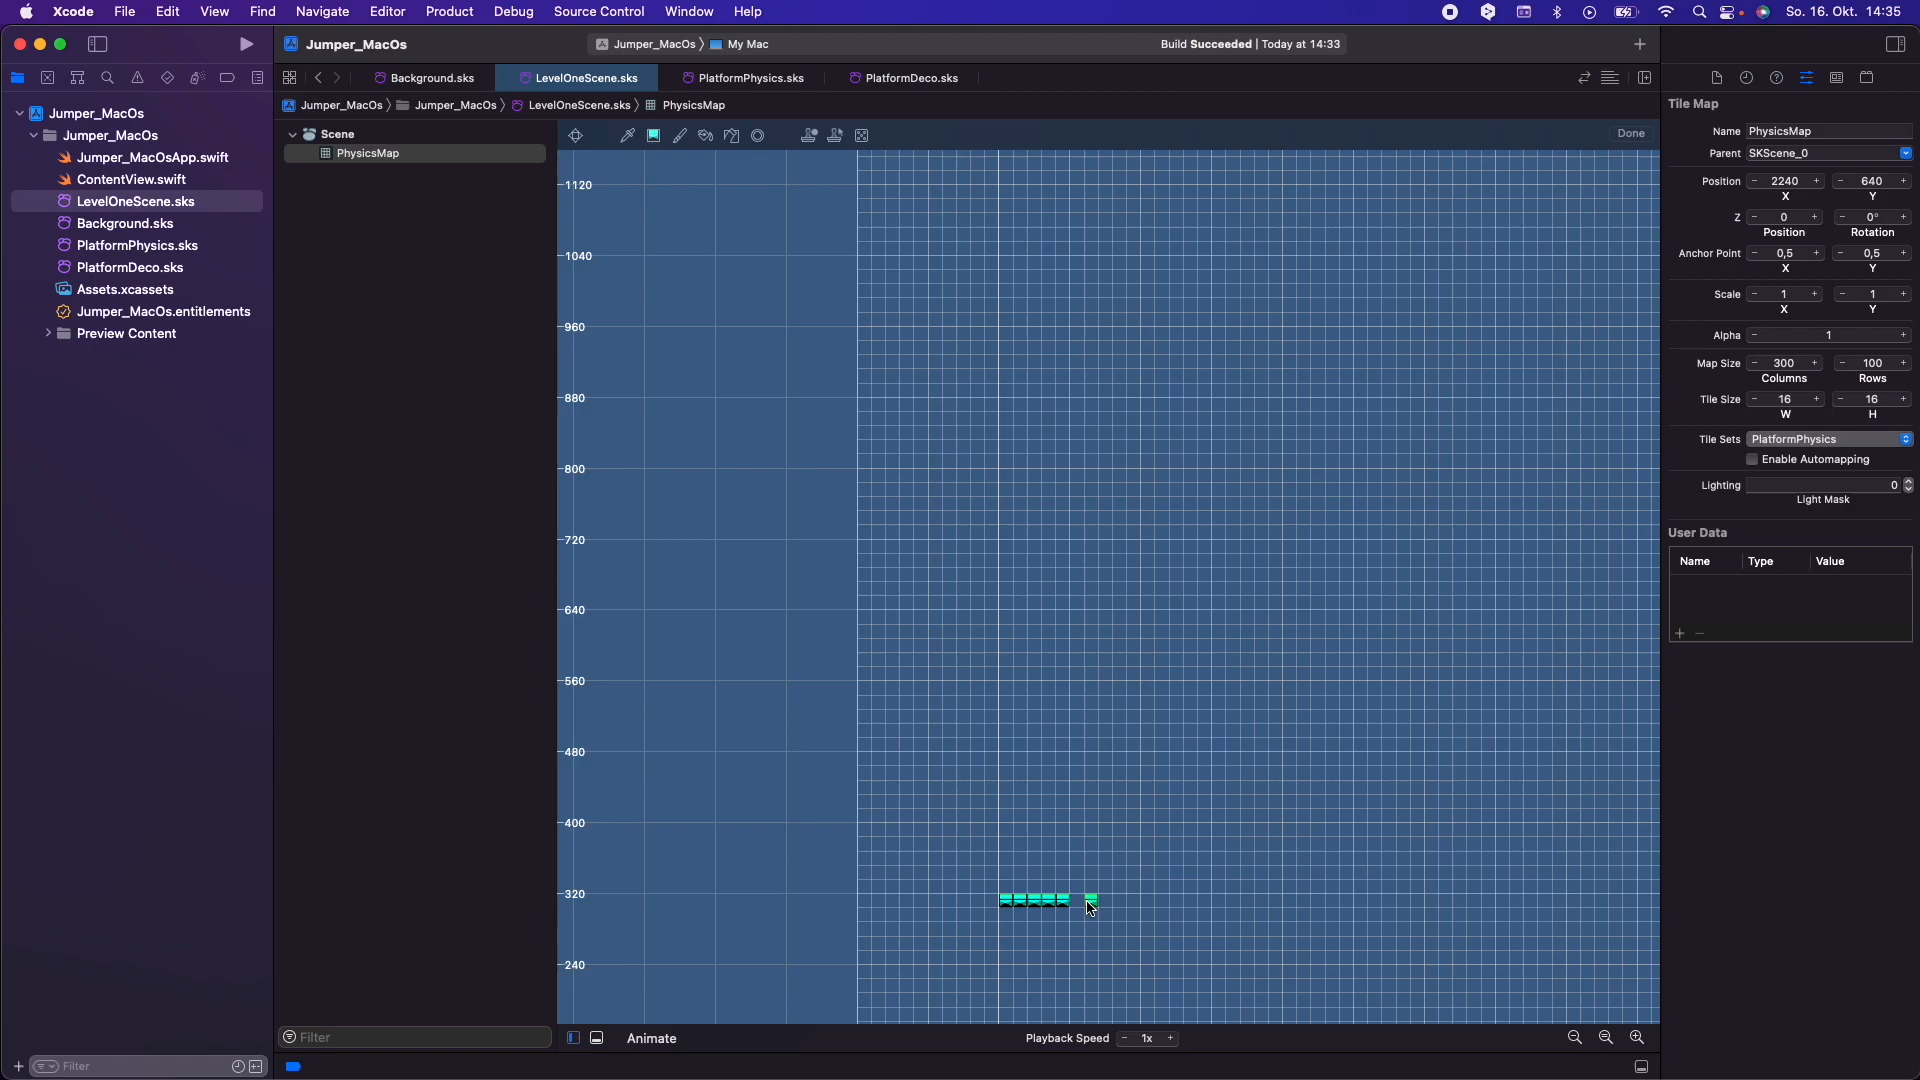 Xcode File Edit View Find Navigate Editor Product Debug Source Control Window Help So. 16. Okt. 14:35
Jumper_MacOs
Jumper_MacOs 〉 My Mac
Build Succeeded | Today at 14:33
Background.sks LevelOneScene.sks PlatformPhysics.sks PlatformDeco.sks
Jumper_MacOs 〉 Jumper_MacOs 〉 LevelOneScene.sks 〉 PhysicsMap
Jumper_MacOs
Jumper_MacOs
Jumper_MacOsApp.swift
ContentView.swift
LevelOneScene.sks
Background.sks
PlatformPhysics.sks
PlatformDeco.sks
Assets.xcassets
Jumper_MacOs.entitlements
Preview Content
Filter
Scene
PhysicsMap
Filter
Done
1120
1040
960
880
800
720
640
560
480
400
320
240
Animate
Playback Speed − 1x +
Tile Map
Name PhysicsMap
Parent SKScene_0
Position − 2240 + − 640 +
X Y
Z − 0 + − 0° +
Position Rotation
Anchor Point − 0,5 + − 0,5 +
X Y
Scale − 1 + − 1 +
X Y
Alpha − 1 +
Map Size − 300 + − 100 +
Columns Rows
Tile Size − 16 + − 16 +
W H
Tile Sets PlatformPhysics
Enable Automapping
Lighting 0
Light Mask
User Data
Name Type Value